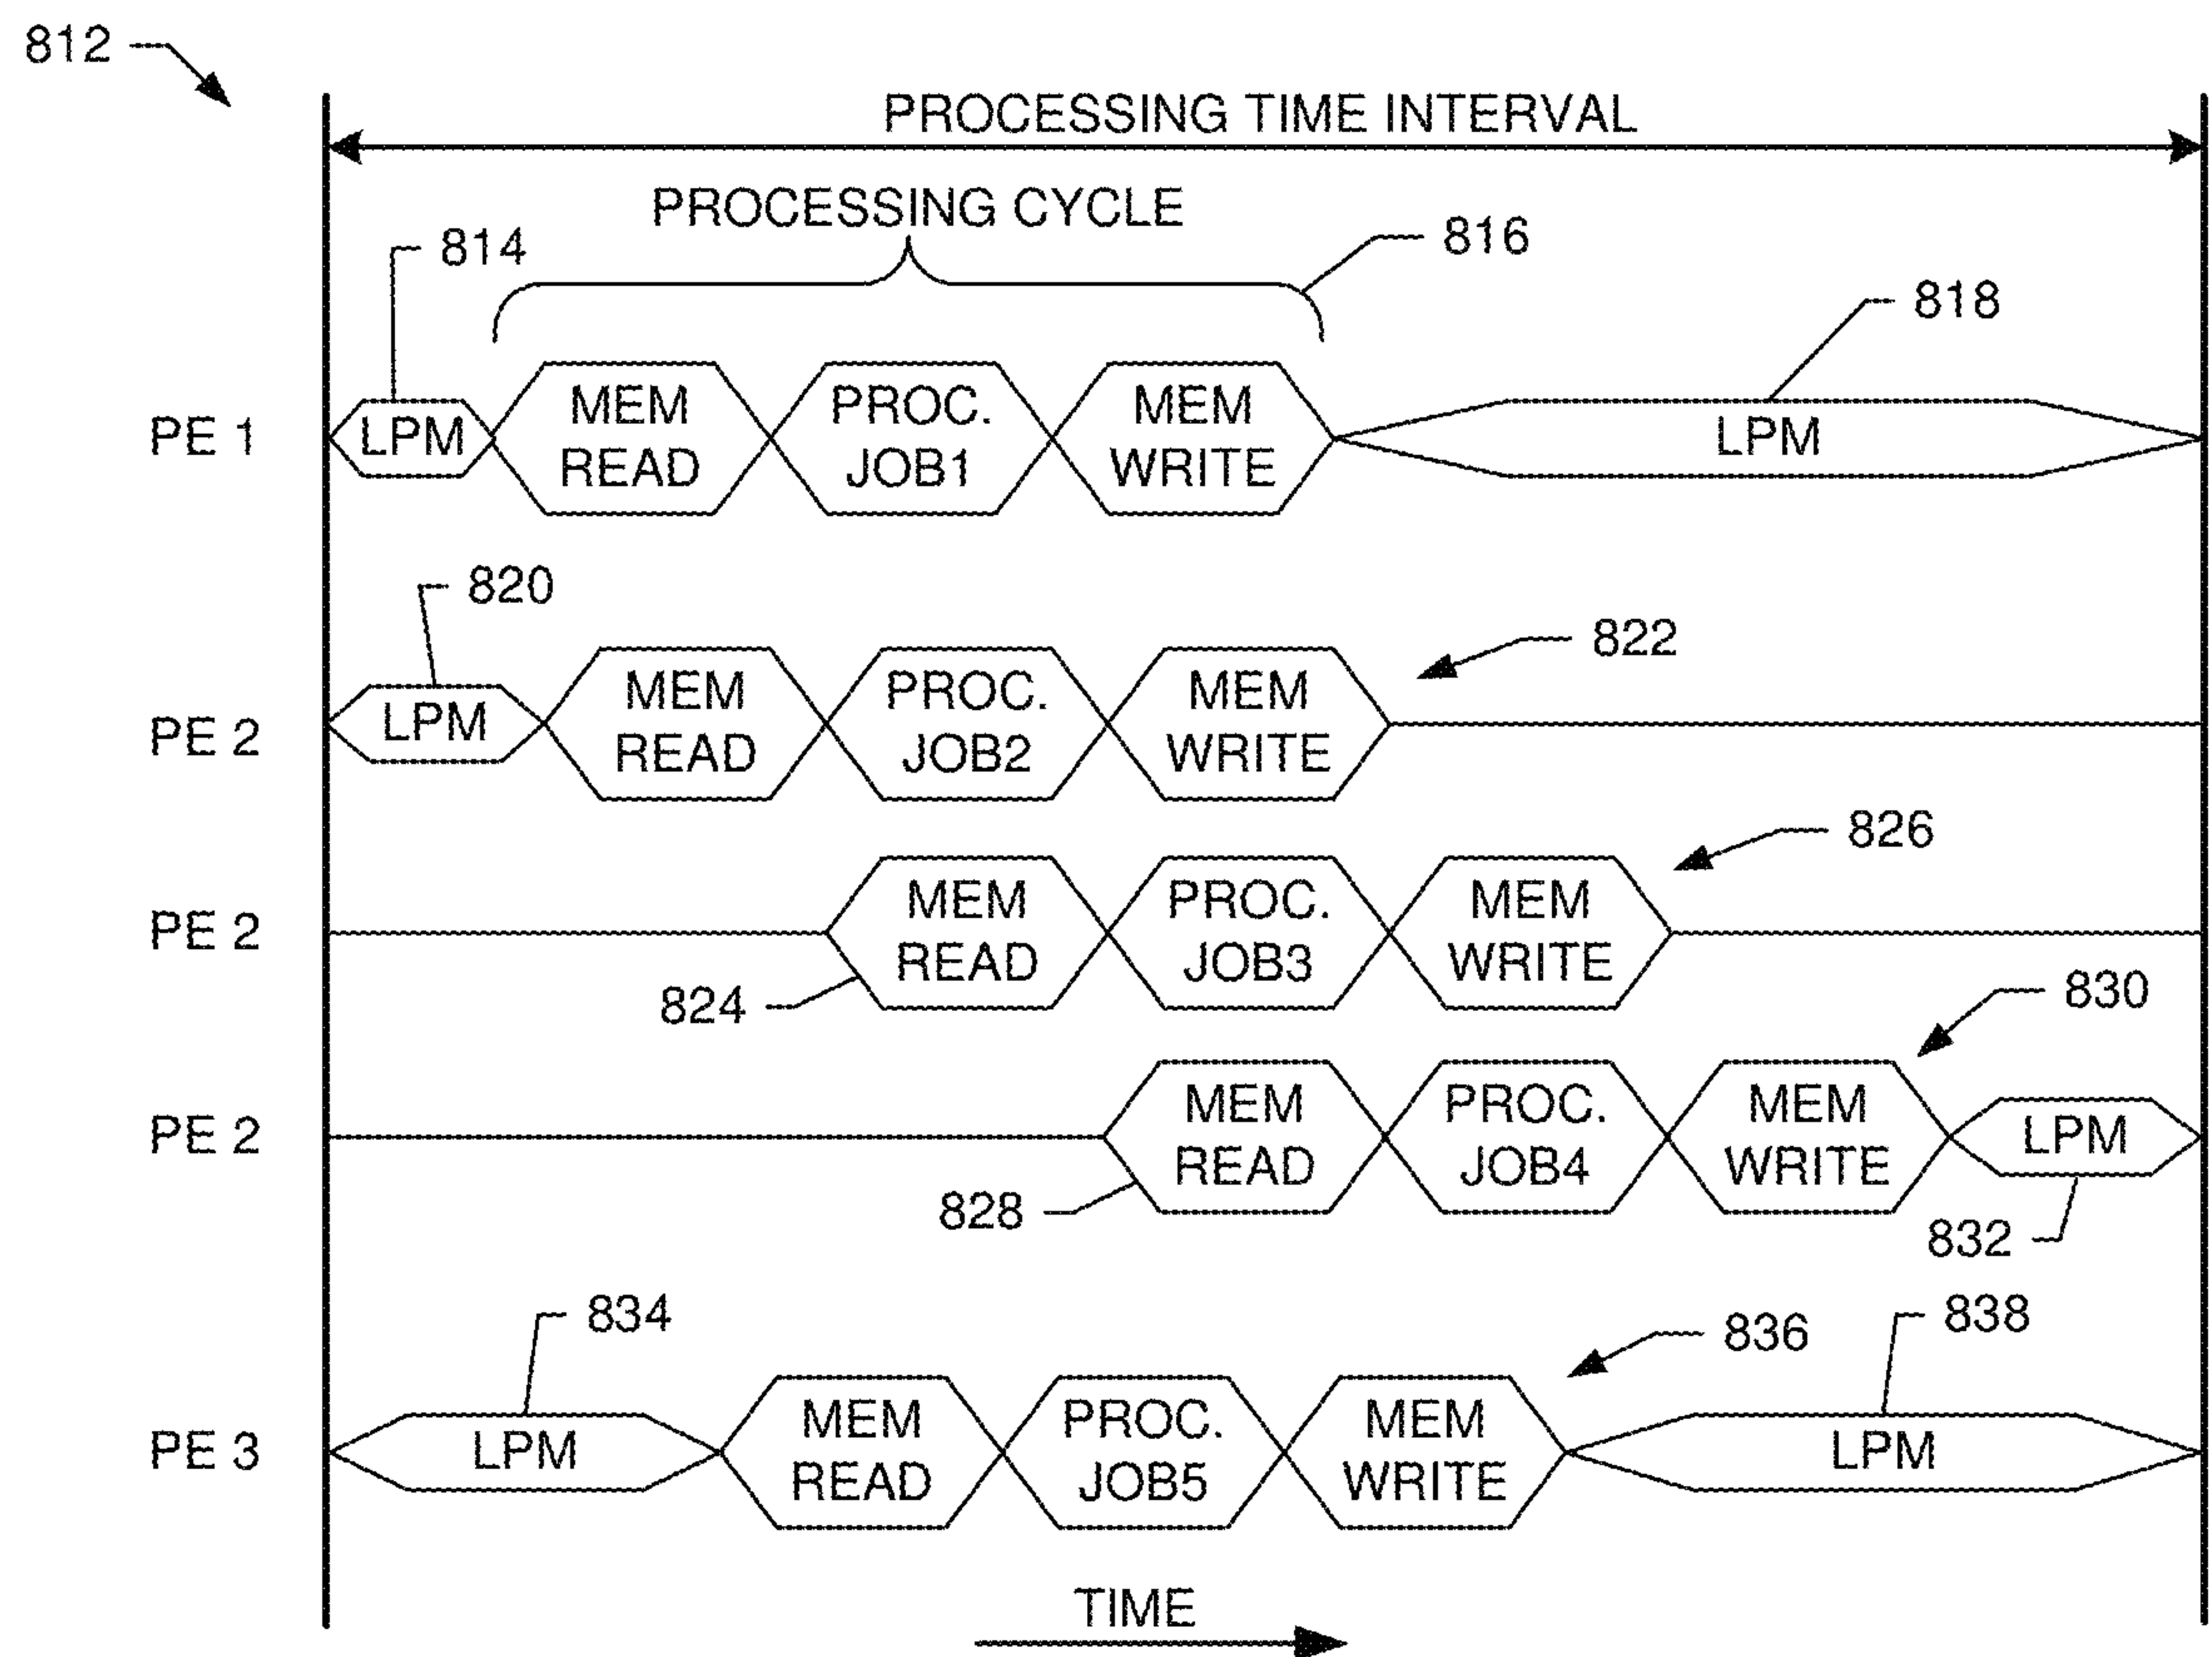 812
PROCESSING TIME INTERVAL
PROCESSING CYCLE
814
816
818
PE 1
LPM
MEM
READ
PROC.
JOB1
MEM
WRITE
LPM
820
822
PE 2
LPM
MEM
READ
PROC.
JOB2
MEM
WRITE
826
PE 2
MEM
READ
PROC.
JOB3
MEM
WRITE
824
830
PE 2
MEM
READ
PROC.
JOB4
MEM
WRITE
LPM
828
832
834
836
838
PE 3
LPM
MEM
READ
PROC.
JOB5
MEM
WRITE
LPM
TIME